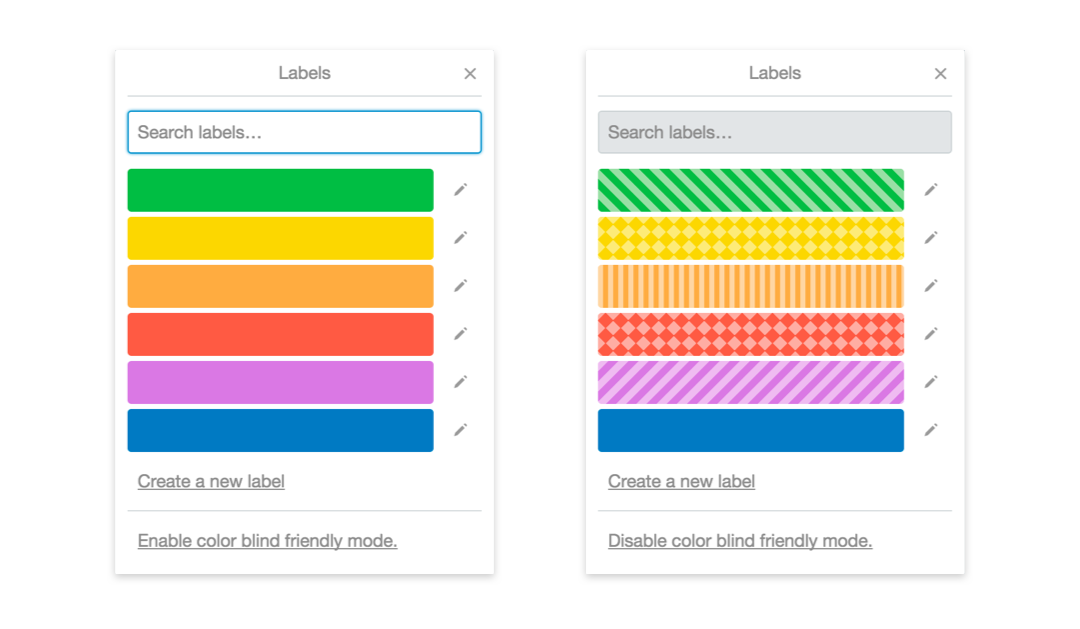 Labels
Search labels…
Create a new label
Enable color blind friendly mode.
Labels
Search labels…
Create a new label
Disable color blind friendly mode.